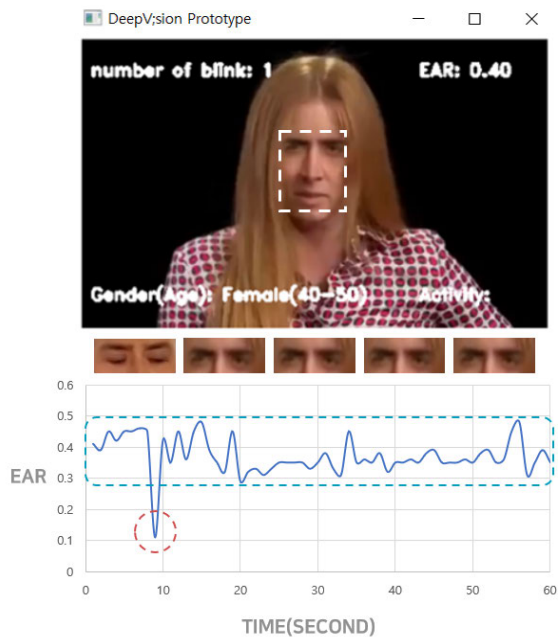 DeepV;sion Prototype
number of blink: 1 EAR: 0.40
Gender(Age): Female(40-50) Activity:
0.6
0.5
0.4
0.3
0.2
0.1
0
EAR
0 10 20 30 40 50 60
TIME(SECOND)